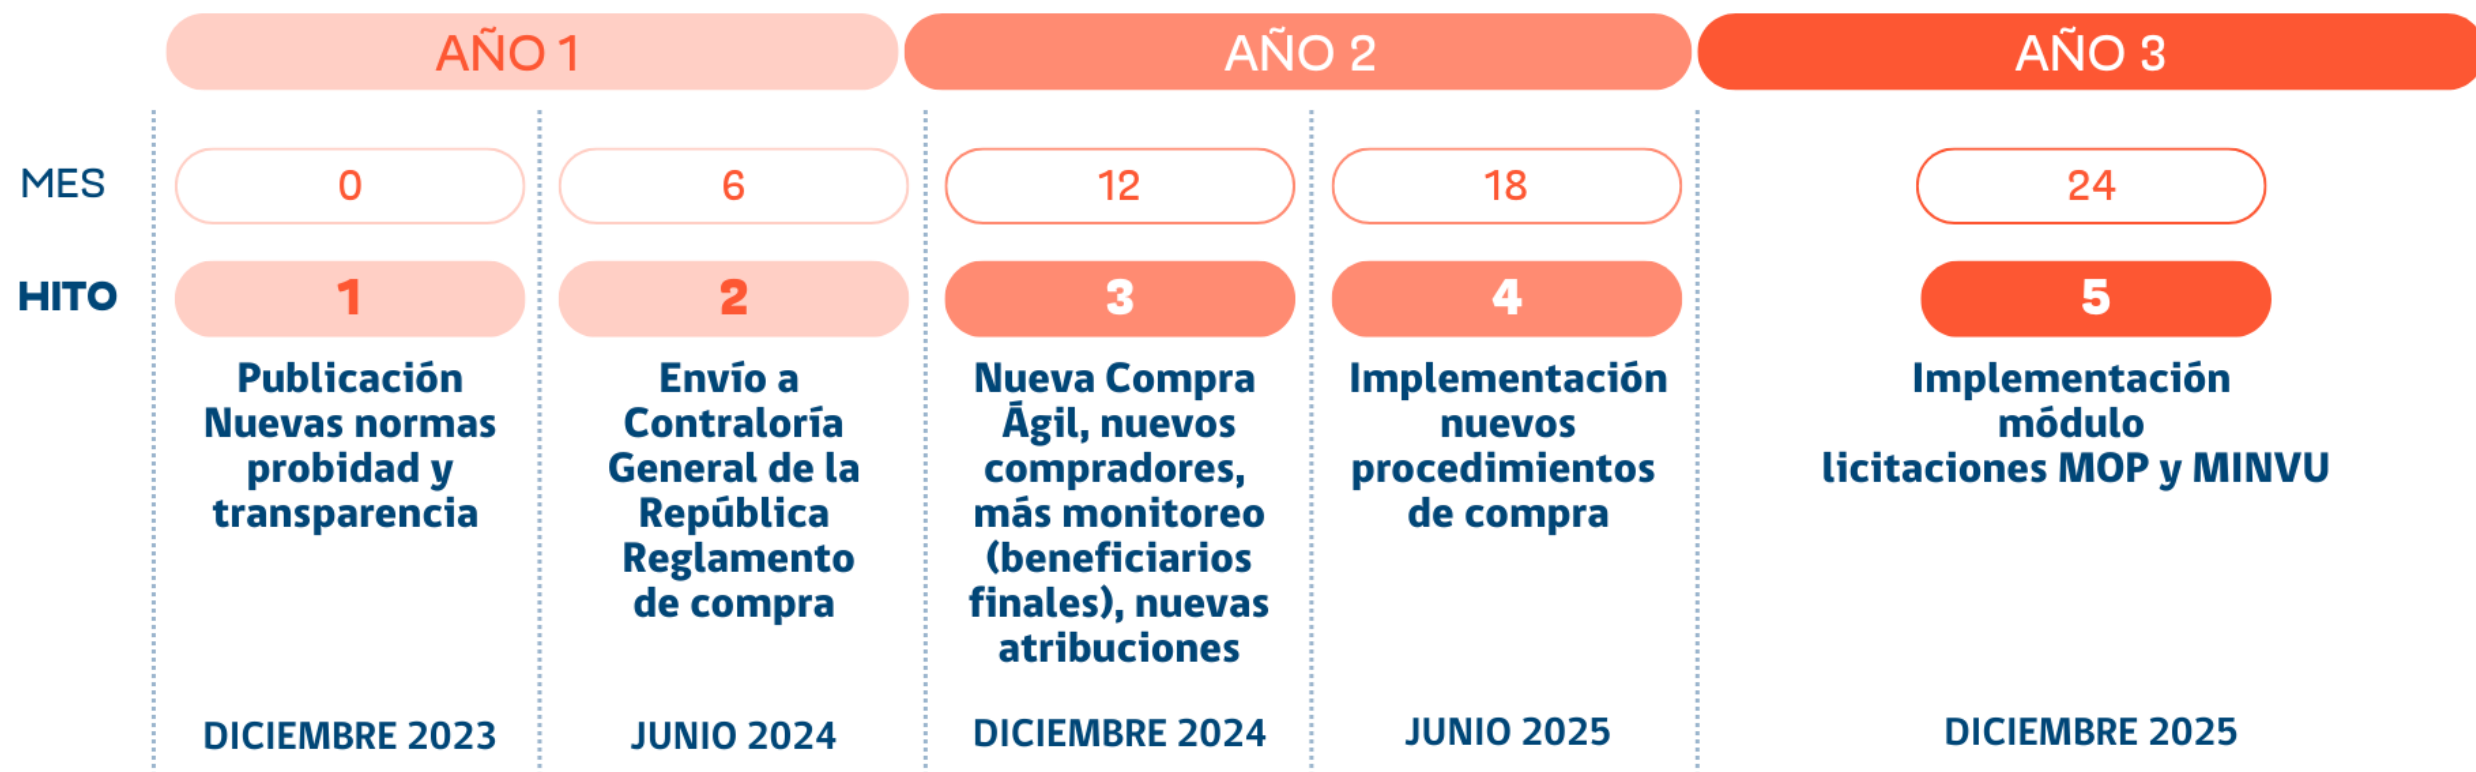 AÑO 1
AÑO 2
AÑO 3
MES
0
6
12
18
24
HITO
1
2
3
4
5
Publicación
Nuevas normas
probidad y
transparencia
DICIEMBRE 2023
Envío a
Contraloría
General de la
República
Reglamento
de compra
JUNIO 2024
Nueva Compra
Ágil, nuevos
compradores,
más monitoreo
(beneficiarios
finales), nuevas
atribuciones
DICIEMBRE 2024
Implementación
nuevos
procedimientos
de compra
JUNIO 2025
Implementación
módulo
licitaciones MOP y MINVU
DICIEMBRE 2025